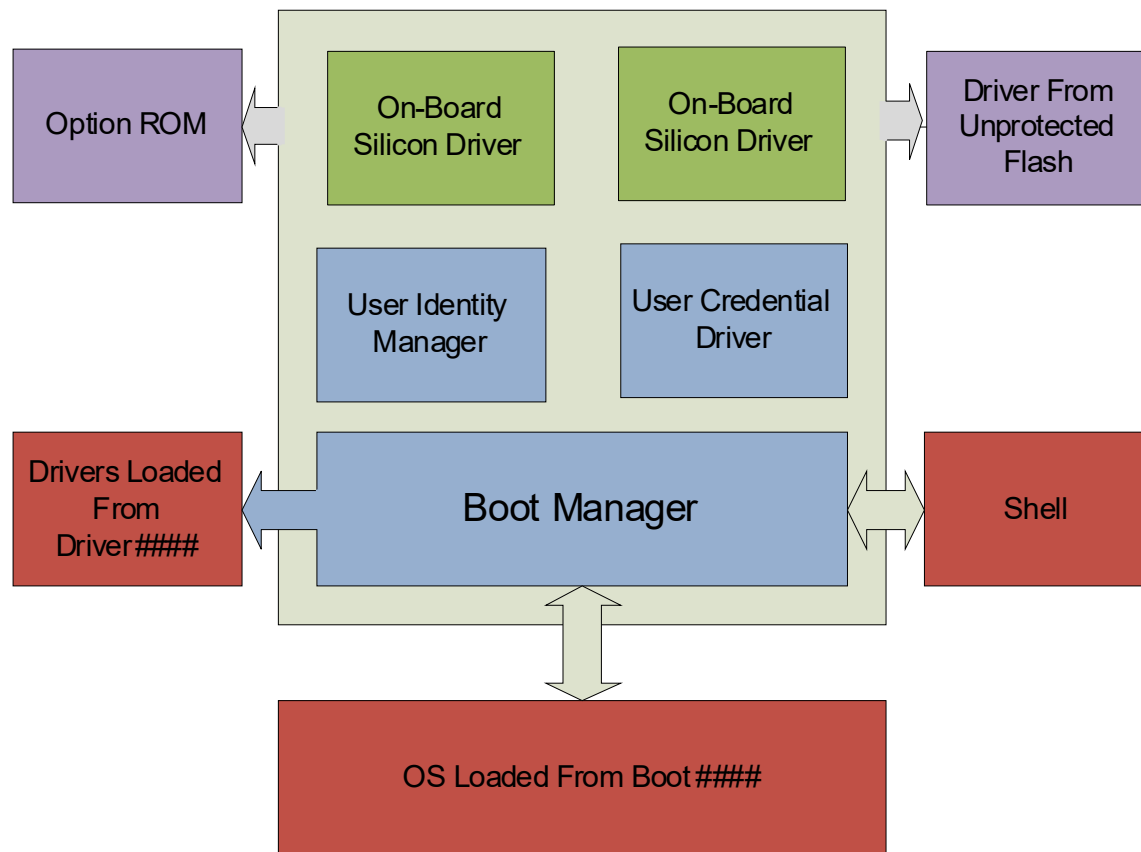 Option ROM
On-Board
Silicon Driver
On-Board
Silicon Driver
Driver From
Unprotected
Flash
User Identity
Manager
User Credential
Driver
Drivers Loaded
From
Driver####
Boot Manager
Shell
OS Loaded From Boot ####